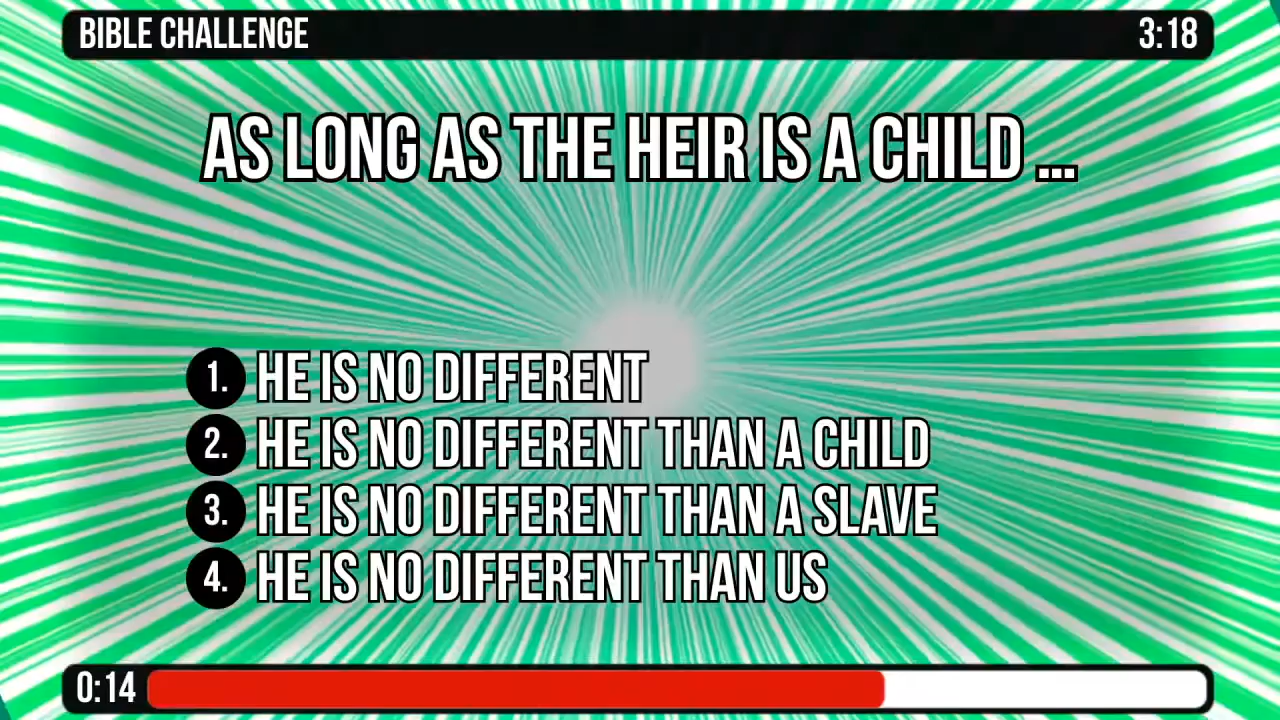 BIBLE CHALLENGE
3:18
AS LONG AS THE HEIR IS A CHILD ...
1. HE IS NO DIFFERENT
2. HE IS NO DIFFERENT THAN A CHILD
3. HE IS NO DIFFERENT THAN A SLAVE
4. HE IS NO DIFFERENT THAN US
0:14